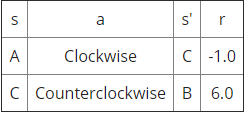 s a s' r
A Clockwise C -1.0
C Counterclockwise B 6.0